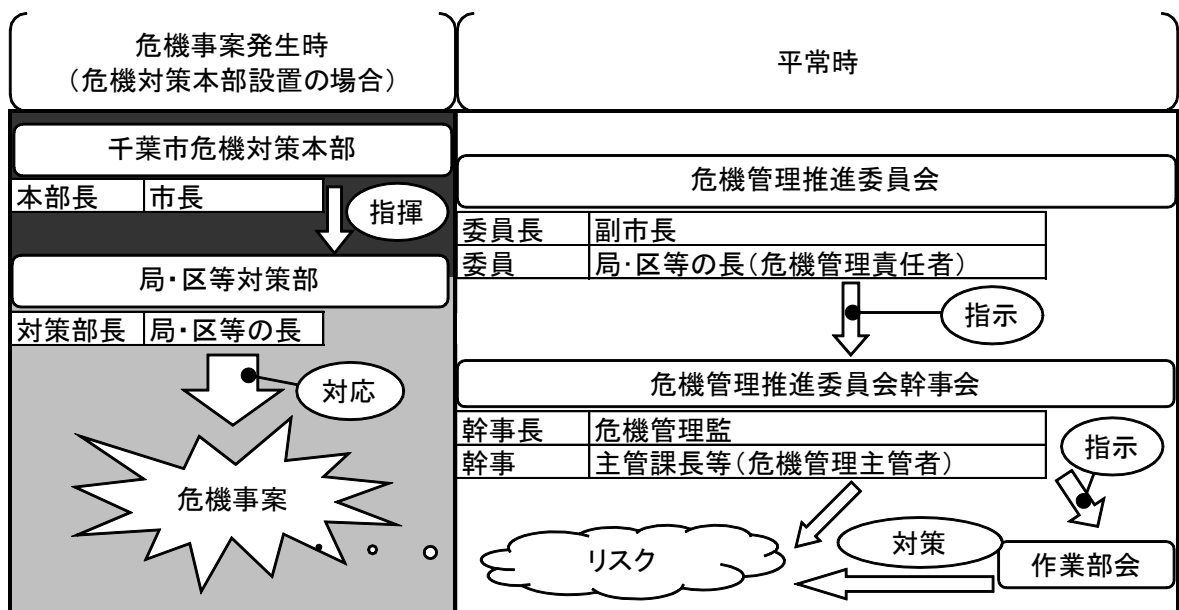 危機事案発生時
（危機対策本部設置の場合）
千葉市危機対策本部
本部長 市長
指揮
局・区等対策部
対策部長 局・区等の長
対応
危機事案
平常時
危機管理推進委員会
委員長 副市長
委員 局・区等の長（危機管理責任者）
指示
危機管理推進委員会幹事会
幹事長 危機管理監
幹事 主管課長等（危機管理主管者）
指示
リスク
対策
作業部会